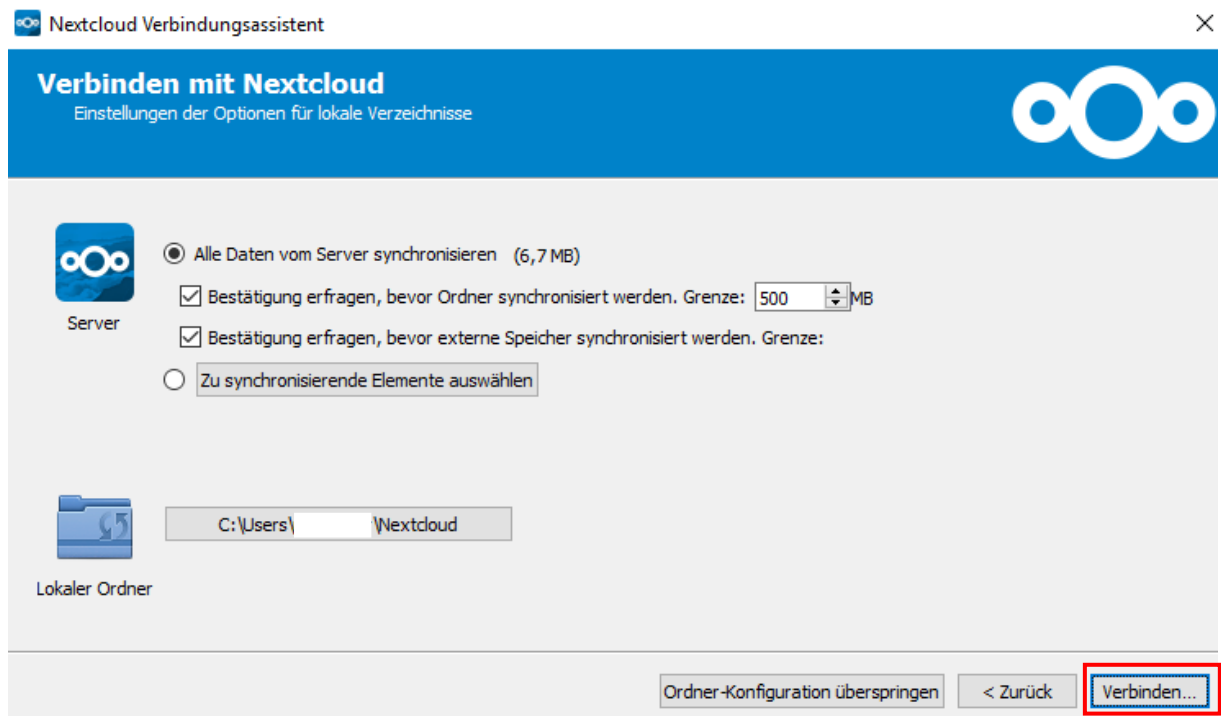 Nextcloud Verbindungsassistent
Verbinden mit Nextcloud
Einstellungen der Optionen für lokale Verzeichnisse
Server
Alle Daten vom Server synchronisieren (6,7 MB)
Bestätigung erfragen, bevor Ordner synchronisiert werden. Grenze: 500 MB
Bestätigung erfragen, bevor externe Speicher synchronisiert werden. Grenze:
Zu synchronisierende Elemente auswählen
C:\Users\ \Nextcloud
Lokaler Ordner
Ordner-Konfiguration überspringen < Zurück Verbinden...